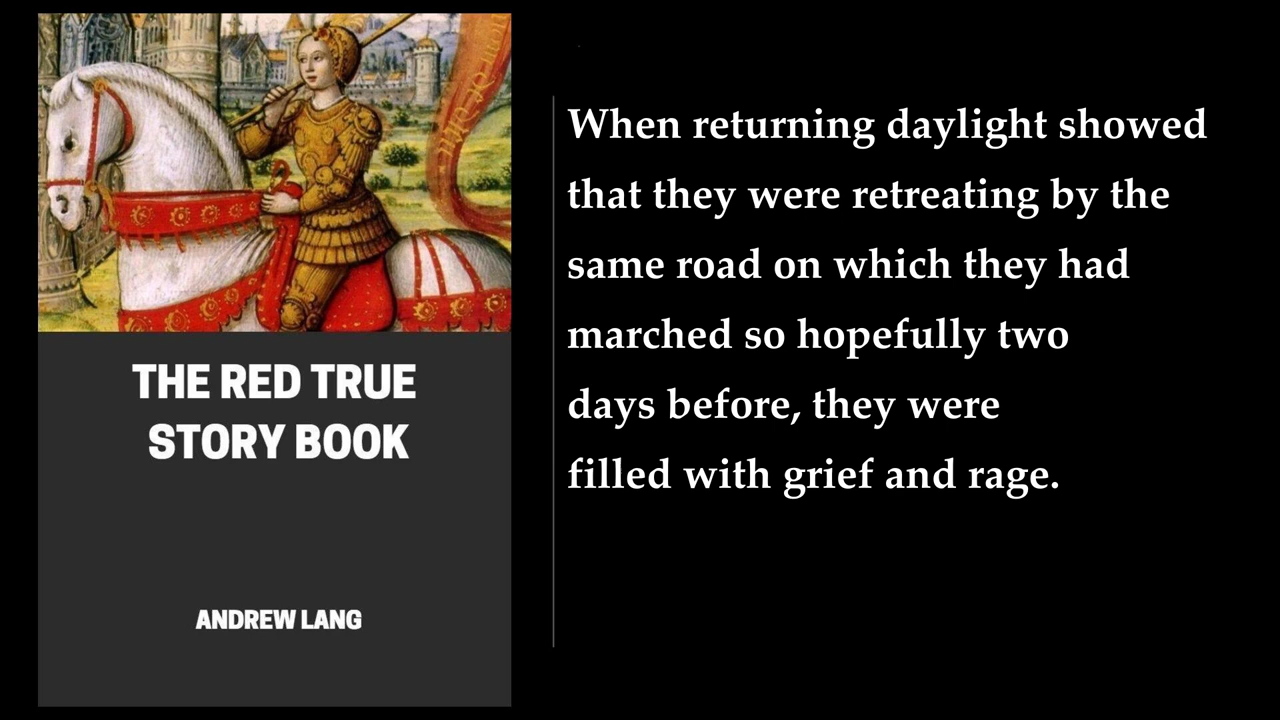 THE RED TRUE
STORY BOOK
ANDREW LANG
When returning daylight showed
that they were retreating by the
same road on which they had
marched so hopefully two
days before, they were
filled with grief and rage.